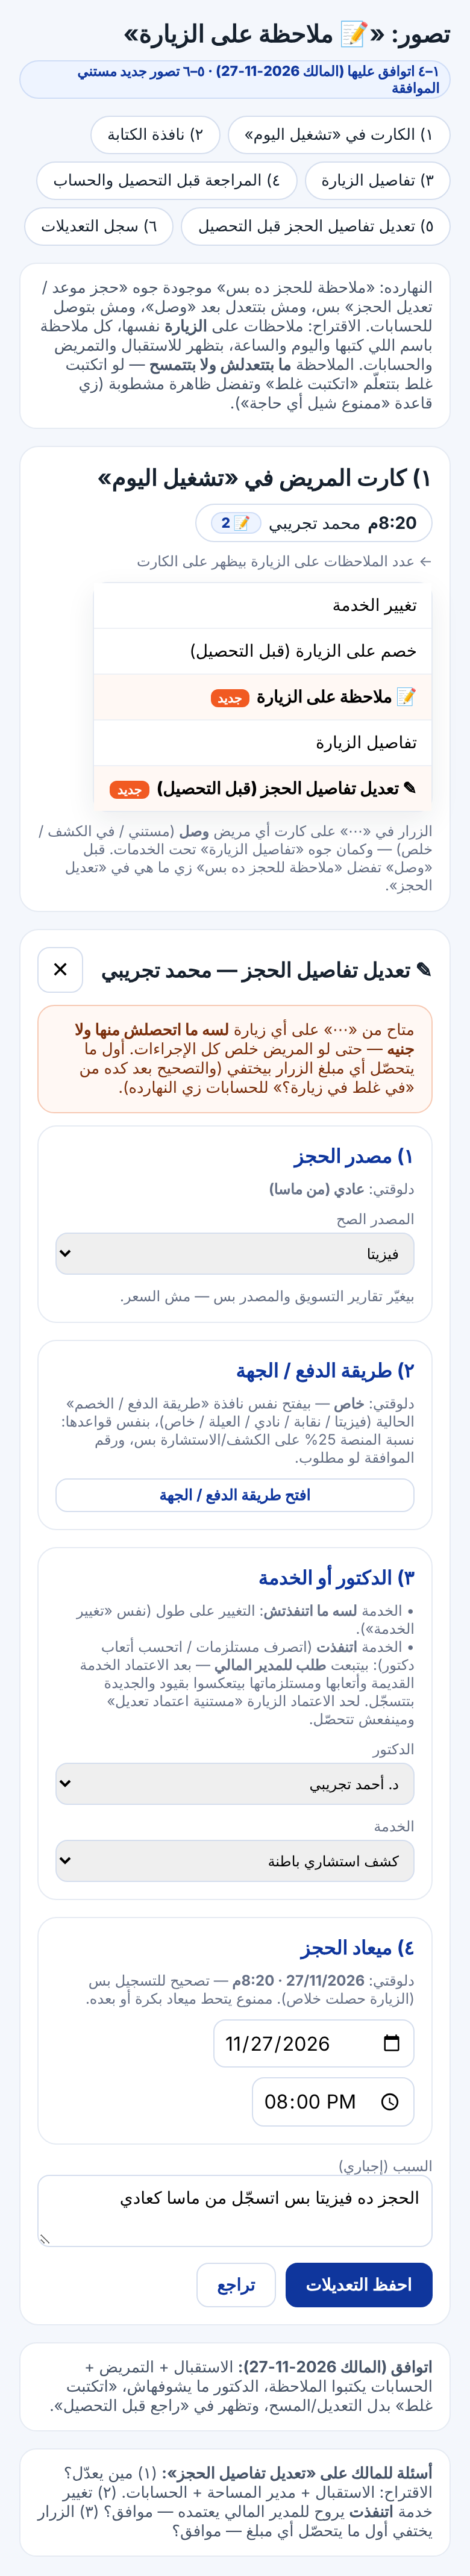 تصور: «📝 ملاحظة على الزيارة»
١–٤ اتوافق عليها (المالك 2026-11-27) · ٥–٦ تصور جديد مستني
الموافقة
١) الكارت في «تشغيل اليوم»
٢) نافذة الكتابة
٣) تفاصيل الزيارة
٤) المراجعة قبل التحصيل والحساب
٥) تعديل تفاصيل الحجز قبل التحصيل
٦) سجل التعديلات
النهارده: «ملاحظة للحجز ده بس» موجودة جوه «حجز موعد /
تعديل الحجز» بس، ومش بتتعدل بعد «وصل»، ومش بتوصل
للحسابات. الاقتراح: ملاحظات على الزيارة نفسها، كل ملاحظة
باسم اللي كتبها واليوم والساعة، بتظهر للاستقبال والتمريض
والحسابات. الملاحظة ما بتتعدلش ولا بتتمسح — لو اتكتبت
غلط بتتعلّم «اتكتبت غلط» وتفضل ظاهرة مشطوبة (زي
قاعدة «ممنوع شيل أي حاجة»).
١) كارت المريض في «تشغيل اليوم»
8:20م محمد تجريبي 📝 2
← عدد الملاحظات على الزيارة بيظهر على الكارت
تغيير الخدمة
خصم على الزيارة (قبل التحصيل)
📝 ملاحظة على الزيارة جديد
تفاصيل الزيارة
✎ تعديل تفاصيل الحجز (قبل التحصيل) جديد
الزرار في «⋯» على كارت أي مريض وصل (مستني / في الكشف /
خلص) — وكمان جوه «تفاصيل الزيارة» تحت الخدمات. قبل
«وصل» تفضل «ملاحظة للحجز ده بس» زي ما هي في «تعديل
الحجز».
✎ تعديل تفاصيل الحجز — محمد تجريبي
✕
متاح من «⋯» على أي زيارة لسه ما اتحصلش منها ولا
جنيه — حتى لو المريض خلص كل الإجراءات. أول ما
يتحصّل أي مبلغ الزرار بيختفي (والتصحيح بعد كده من
«في غلط في زيارة؟» للحسابات زي النهارده).
١) مصدر الحجز
دلوقتي: عادي (من ماسا)
المصدر الصح
فيزيتا
بيغيّر تقارير التسويق والمصدر بس — مش السعر.
٢) طريقة الدفع / الجهة
دلوقتي: خاص — بيفتح نفس نافذة «طريقة الدفع / الخصم»
الحالية (فيزيتا / نقابة / نادي / العيلة / خاص)، بنفس قواعدها:
نسبة المنصة 25% على الكشف/الاستشارة بس، ورقم
الموافقة لو مطلوب.
افتح طريقة الدفع / الجهة
٣) الدكتور أو الخدمة
• الخدمة لسه ما اتنفذتش: التغيير على طول (نفس «تغيير
الخدمة»).
• الخدمة اتنفذت (اتصرف مستلزمات / اتحسب أتعاب
دكتور): بيتبعت طلب للمدير المالي — بعد الاعتماد الخدمة
القديمة وأتعابها ومستلزماتها بيتعكسوا بقيود والجديدة
بتتسجّل. لحد الاعتماد الزيارة «مستنية اعتماد تعديل»
ومينفعش تتحصّل.
الدكتور
د. أحمد تجريبي
الخدمة
كشف استشاري باطنة
٤) ميعاد الحجز
دلوقتي: 27/11/2026 · 8:20م — تصحيح للتسجيل بس
(الزيارة حصلت خلاص). ممنوع يتحط ميعاد بكرة أو بعده.
11/27/2026
08:00 PM
السبب (إجباري)
الحجز ده فيزيتا بس اتسجّل من ماسا كعادي
احفظ التعديلات
تراجع
اتوافق (المالك 2026-11-27): الاستقبال + التمريض +
الحسابات يكتبوا الملاحظة، الدكتور ما يشوفهاش، «اتكتبت
غلط» بدل التعديل/المسح، وتظهر في «راجع قبل التحصيل».
أسئلة للمالك على «تعديل تفاصيل الحجز»: (١) مين يعدّل؟
الاقتراح: الاستقبال + مدير المساحة + الحسابات. (٢) تغيير
خدمة اتنفذت يروح للمدير المالي يعتمده — موافق؟ (٣) الزرار
يختفي أول ما يتحصّل أي مبلغ — موافق؟